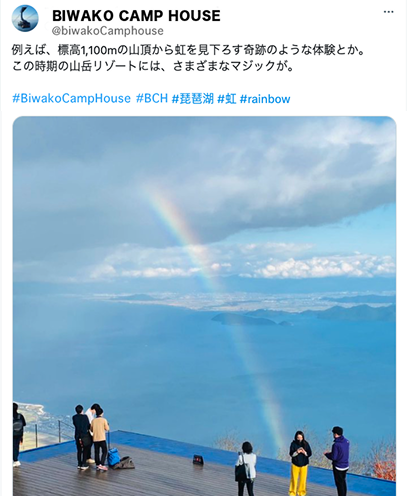 BIWAKO CAMP HOUSE
@biwakoCamphouse
例えば、標高1,100mの山頂から虹を見下ろす奇跡のような体験とか。
この時期の山岳リゾートには、さまざまなマジックが。
#BiwakoCampHouse #BCH #琵琶湖 #虹 #rainbow